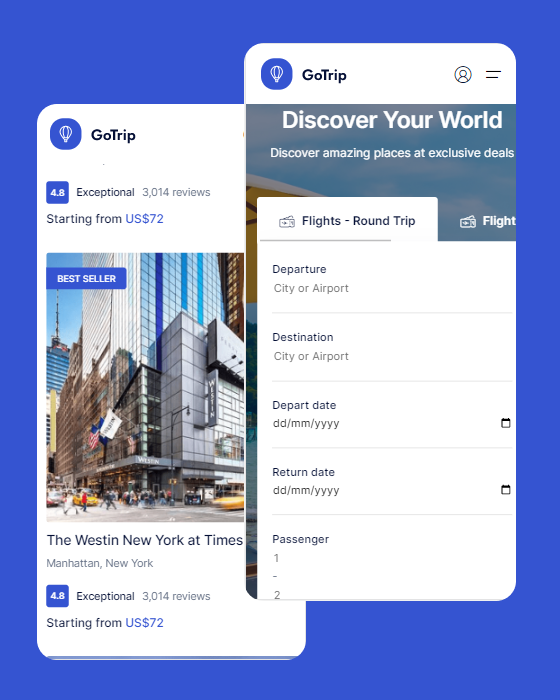 GoTrip
4.8 Exceptional 3,014 reviews
Starting from US$72
BEST SELLER
WESTIN
WESTIN
The Westin New York at Times
Manhattan, New York
4.8 Exceptional 3,014 reviews
Starting from US$72
GoTrip
Discover Your World
Discover amazing places at exclusive deals
Flights - Round Trip
Flight
Departure
City or Airport
Destination
City or Airport
Depart date
dd/mm/yyyy
Return date
dd/mm/yyyy
Passenger
1
-
2